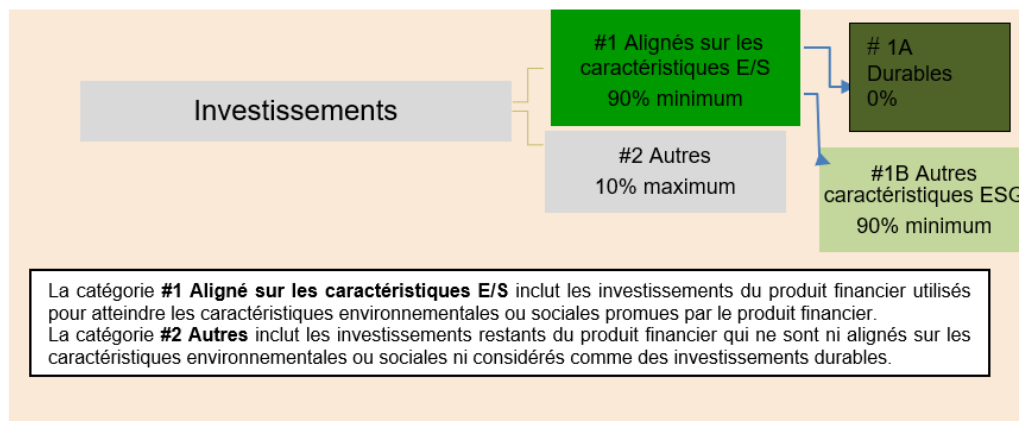 Investissements
#1 Alignés sur les
caractéristiques E/S
90% minimum
#2 Autres
10% maximum
# 1A
Durables
0%
#1B Autres
caractéristiques ESG
90% minimum
La catégorie #1 Aligné sur les caractéristiques E/S inclut les investissements du produit financier utilisés
pour atteindre les caractéristiques environnementales ou sociales promues par le produit financier.
La catégorie #2 Autres inclut les investissements restants du produit financier qui ne sont ni alignés sur les
caractéristiques environnementales ou sociales ni considérés comme des investissements durables.